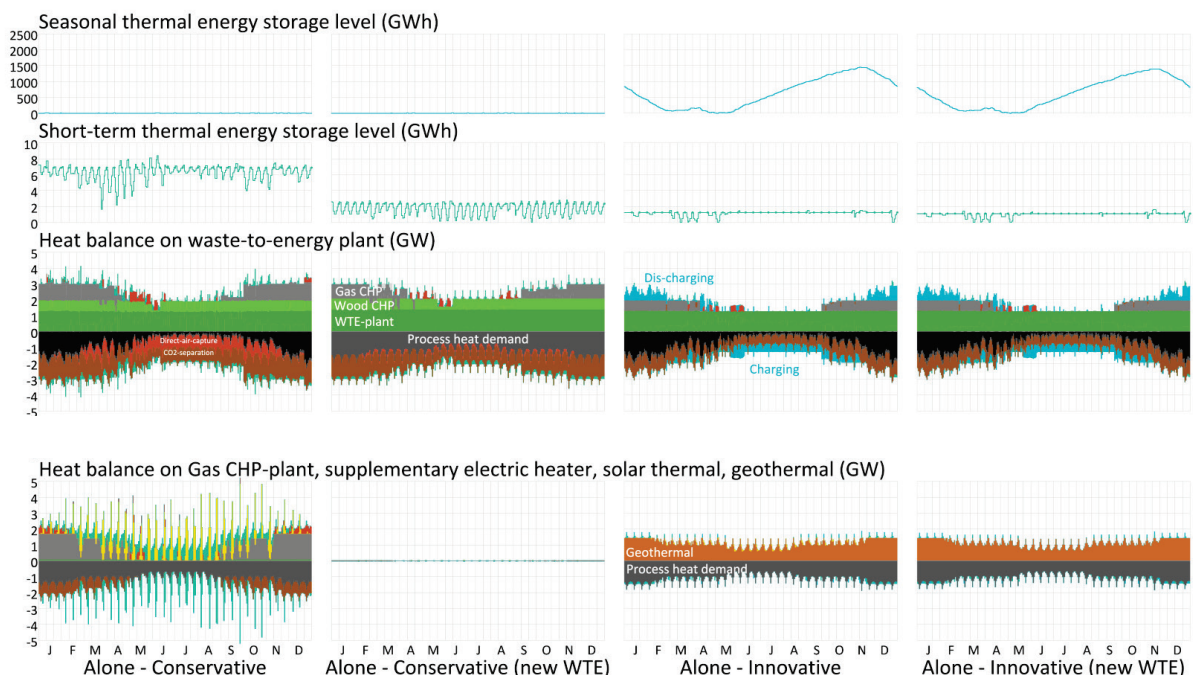 Seasonal thermal energy storage level (GWh)
2500
2000
1500
1000
500
0
Short-term thermal energy storage level (GWh)
10
8
6
4
2
0
Heat balance on waste-to-energy plant (GW)
5
4
3
2
1
0
-1
-2
-3
-4
-5
Direct-air-capture
CO2-separation
Gas CHP
Wood CHP
WTE-plant
Process heat demand
Dis-charging
Charging
Heat balance on Gas CHP-plant, supplementary electric heater, solar thermal, geothermal (GW)
5
4
3
2
1
0
-1
-2
-3
-4
-5
Geothermal
Process heat demand
J F M A M J J A S O N D
J F M A M J J A S O N D
J F M A M J J A S O N D
J F M A M J J A S O N D
Alone - Conservative
Alone - Conservative (new WTE)
Alone - Innovative
Alone - Innovative (new WTE)